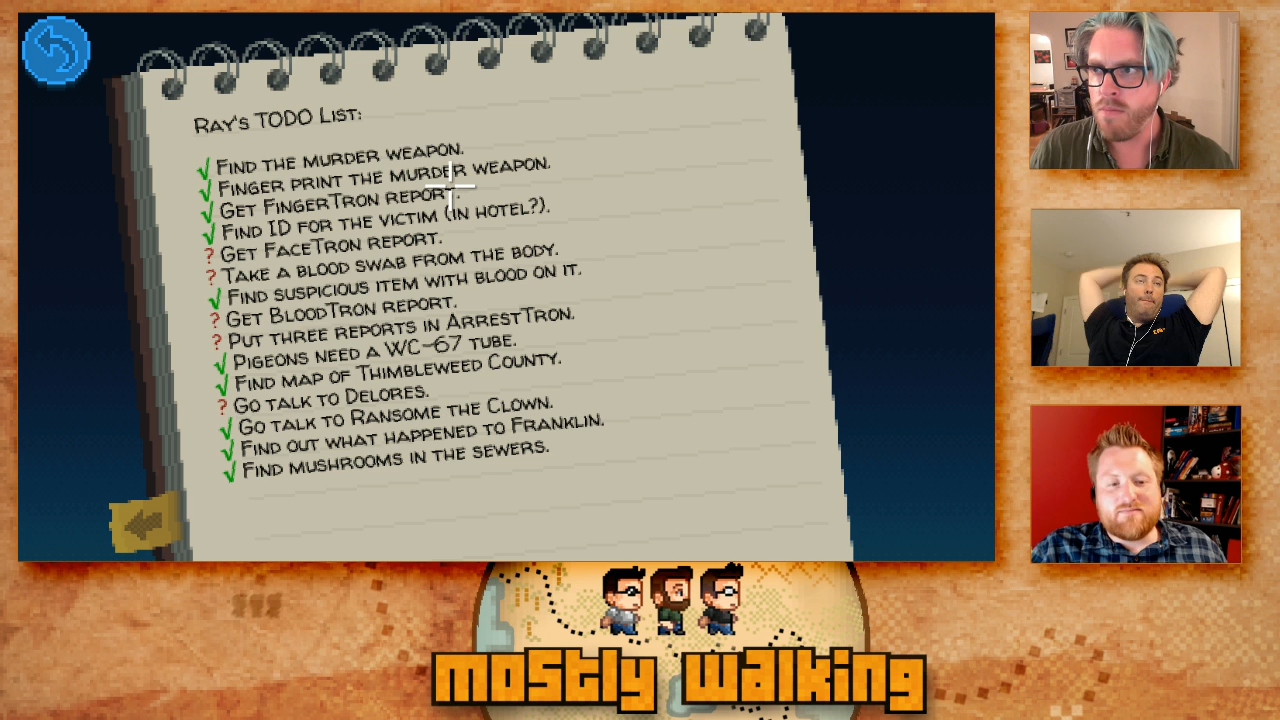 Ray's TODO List:
√ Find the murder weapon.
√ Finger print the murder weapon.
√ Get FingerTron report.
√ Find ID for the victim (in hotel?).
? Get FaceTron report.
? Take a blood swab from the body.
√ Find suspicious item with blood on it.
? Get BloodTron report.
? Put three reports in ArrestTron.
√ Pigeons need a WC-67 tube.
√ Find map of Thimbleweed County.
? Go talk to Delores.
√ Go talk to Ransome the Clown.
√ Find out what happened to Franklin.
√ Find mushrooms in the sewers.
mostly walking